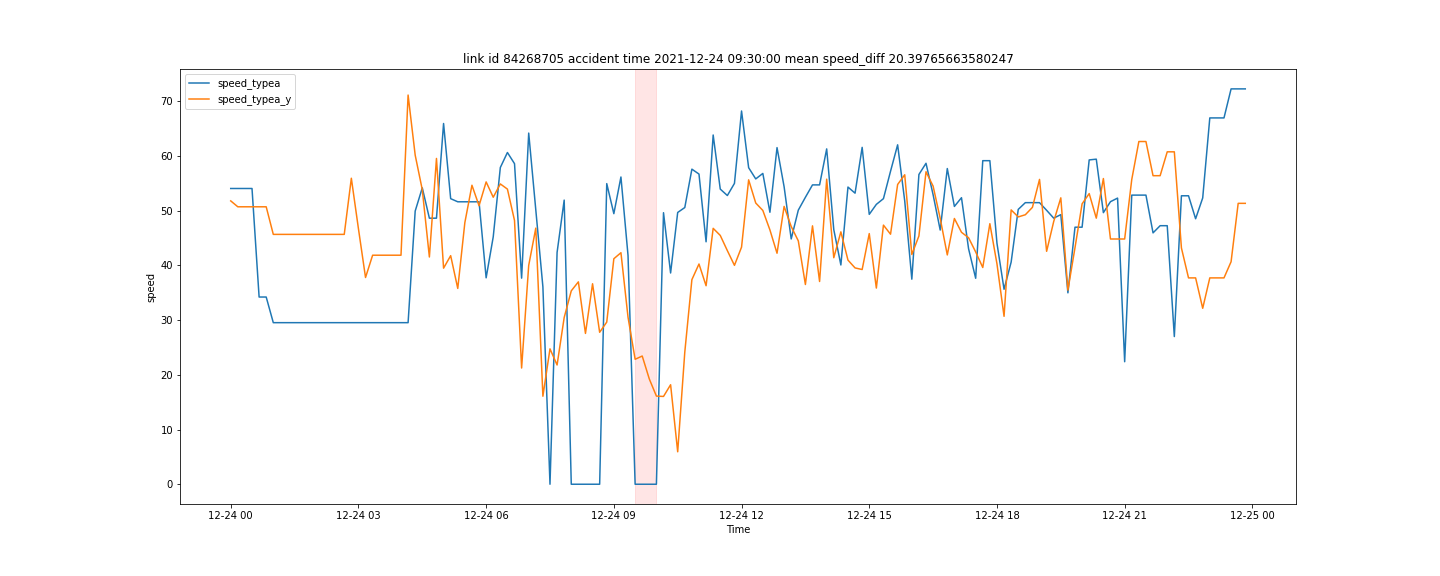 link id 84268705 accident time 2021-12-24 09:30:00 mean speed_diff 20.39765663580247
speed_typea
speed_typea_y
70
60
50
40
30
20
10
0
speed
12-24 00 12-24 03 12-24 06 12-24 09 12-24 12 12-24 15 12-24 18 12-24 21 12-25 00
Time